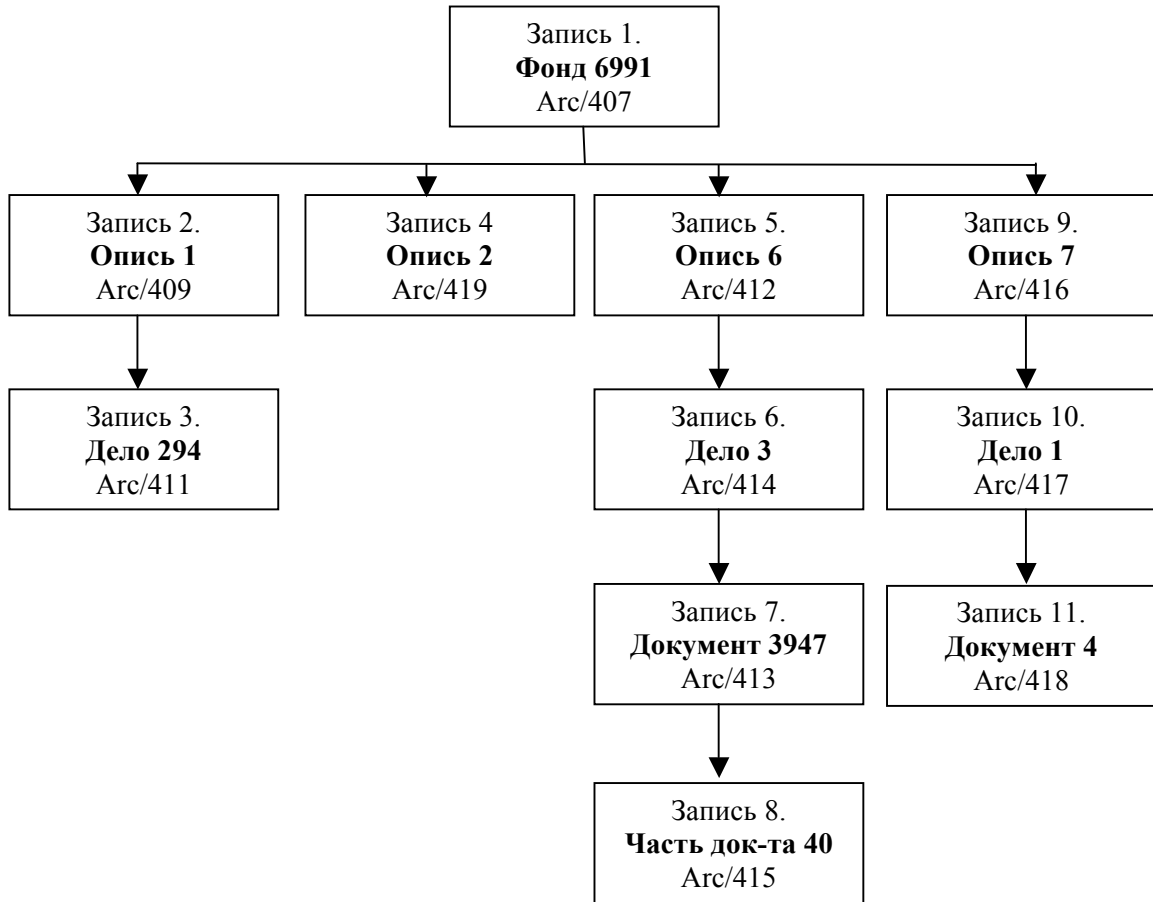 Запись 1.
Фонд 6991
Arc/407
Запись 2.
Опись 1
Arc/409
Запись 4
Опись 2
Arc/419
Запись 5.
Опись 6
Arc/412
Запись 9.
Опись 7
Arc/416
Запись 3.
Дело 294
Arc/411
Запись 6.
Дело 3
Arc/414
Запись 10.
Дело 1
Arc/417
Запись 7.
Документ 3947
Arc/413
Запись 11.
Документ 4
Arc/418
Запись 8.
Часть док-та 40
Arc/415